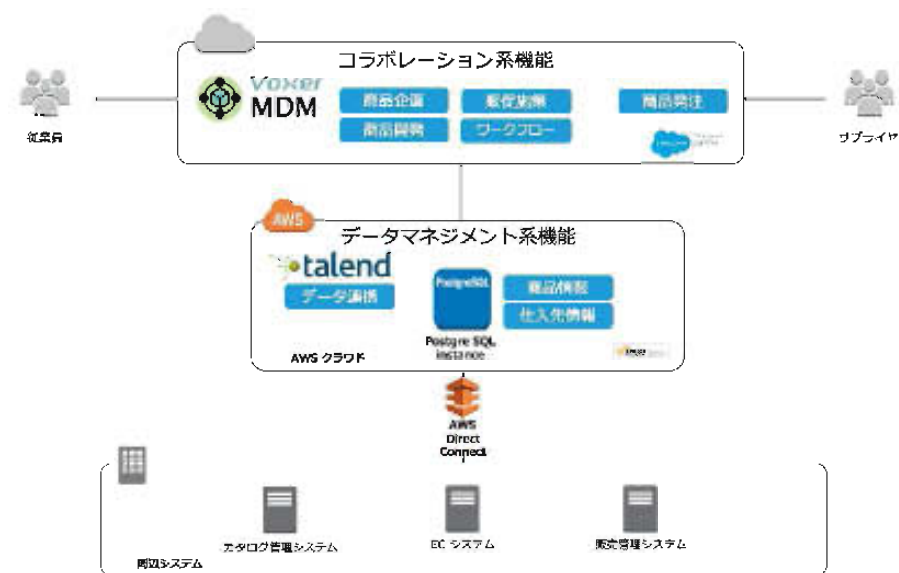 コラボレーション系機能
Voxer
MDM
商品企画
販促施策
商品発注
商品開発
ワークフロー
従業員
サプライヤ
AWS
データマネジメント系機能
talend
データ連携
PostgreSQL
商品情報
仕入先情報
Postgre SQL
instance
AWS クラウド
AWS
Direct
Connect
カタログ管理システム
EC システム
販売管理システム
周辺システム